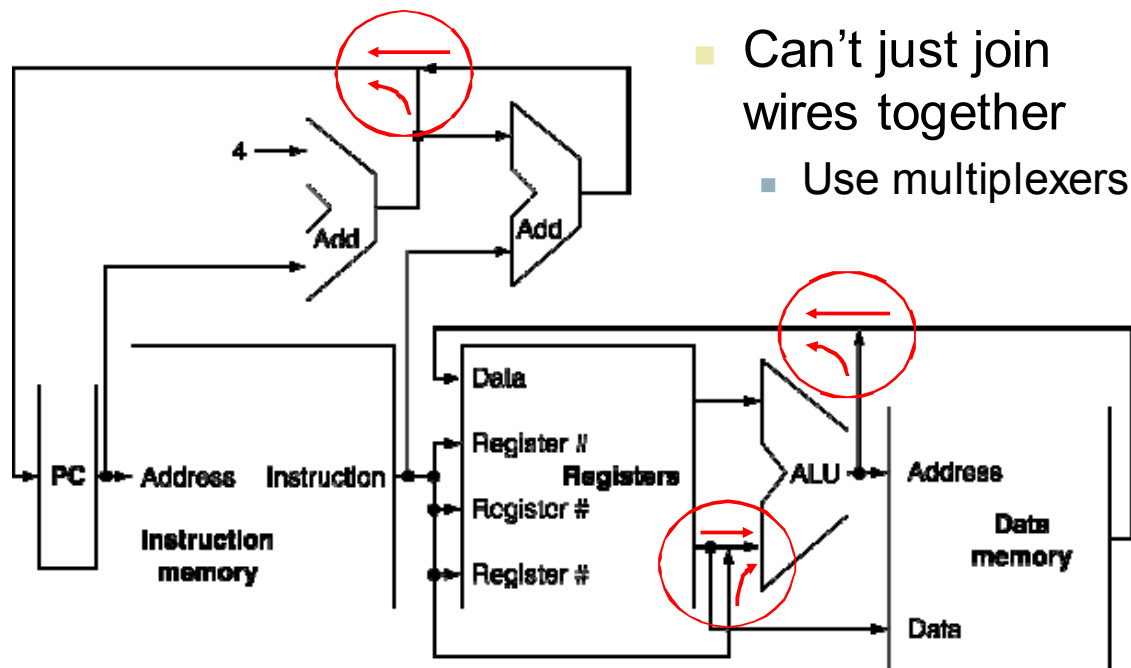 Can't just join
wires together
Use multiplexers
4
Add
Add
Data
Register #
Registers
Register #
Register #
PC
Address
Instruction
Instruction
memory
ALU
Address
Data
memory
Data